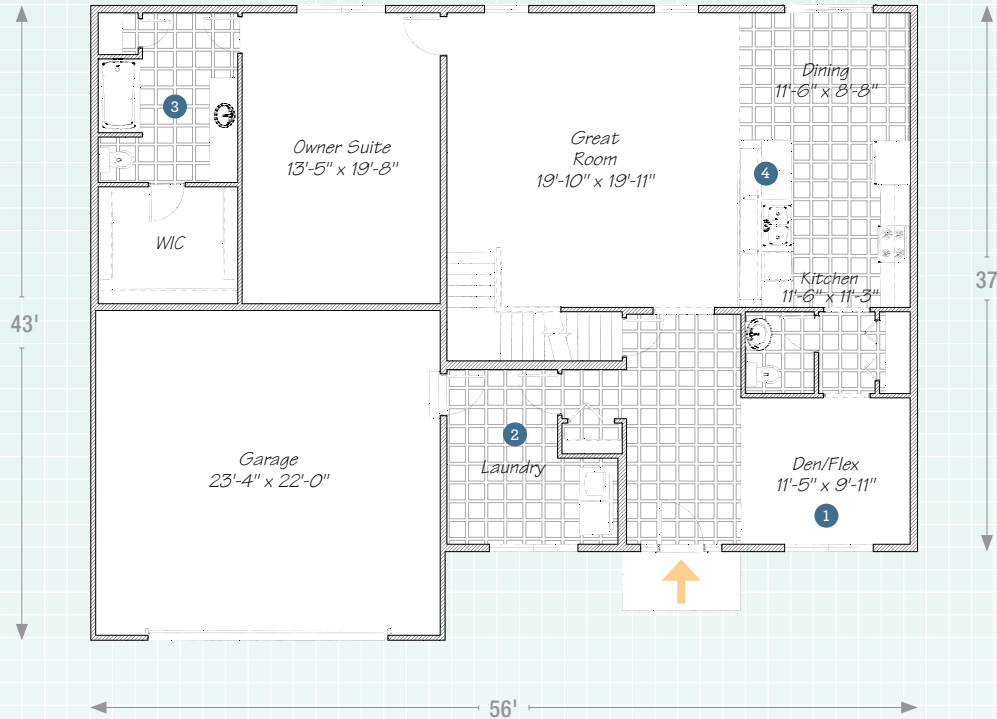 Dining
11'-6" x 8'-8"
3
Owner Suite
13'-5" x 19'-8"
Great
Room
19'-10" x 19'-11"
4
WIC
Kitchen
11'-6" x 11'-3"
37
43'
2
Laundry
Garage
23'-4" x 22'-0"
Den/Flex
11'-5" x 9'-11"
1
56'